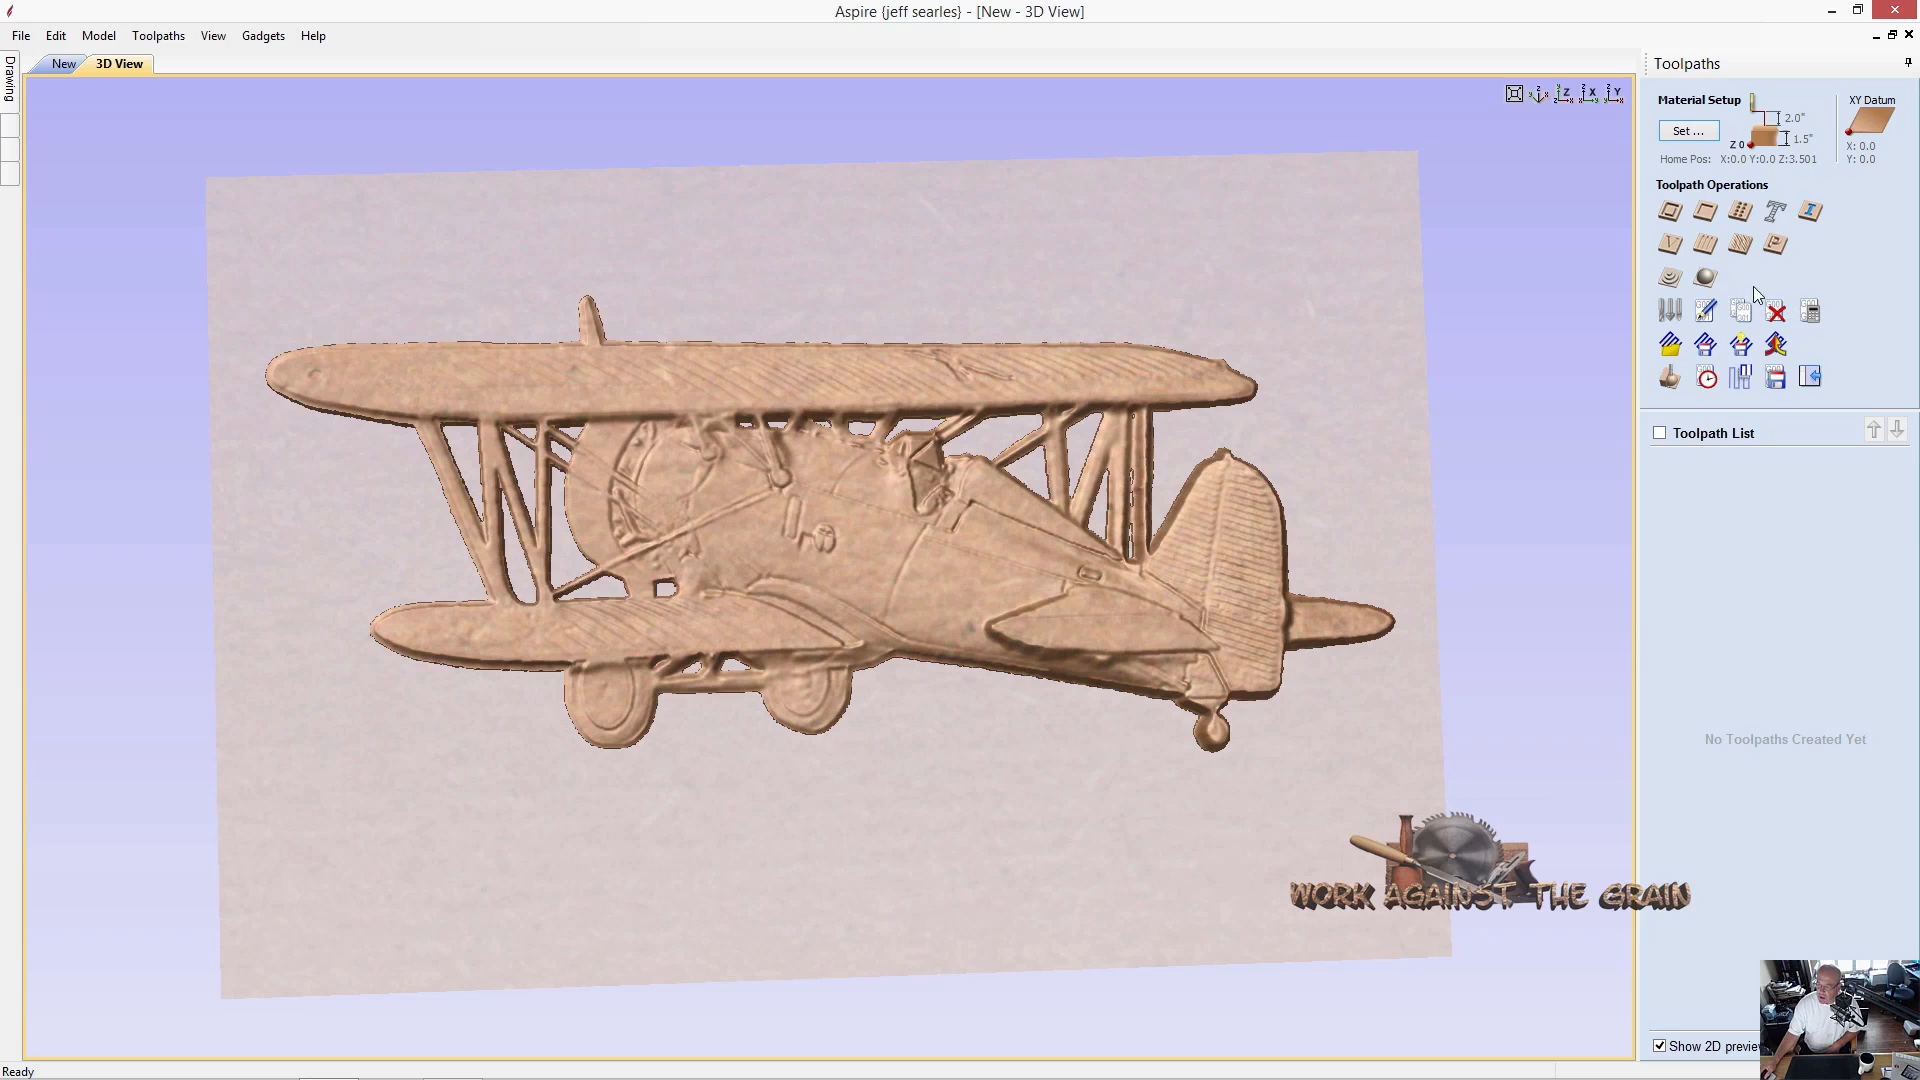 Aspire {jeff searles} - [New - 3D View]
File Edit Model Toolpaths View Gadgets Help
Drawing
New 3D View
Z X Y
Toolpaths
Material Setup
Set ...
2.0"
1.5"
Z 0
Home Pos: X:0.0 Y:0.0 Z:3.501
XY Datum
X: 0.0
Y: 0.0
Toolpath Operations
Toolpath List
No Toolpaths Created Yet
WORK AGAINST THE GRAIN
Show 2D previe
Ready